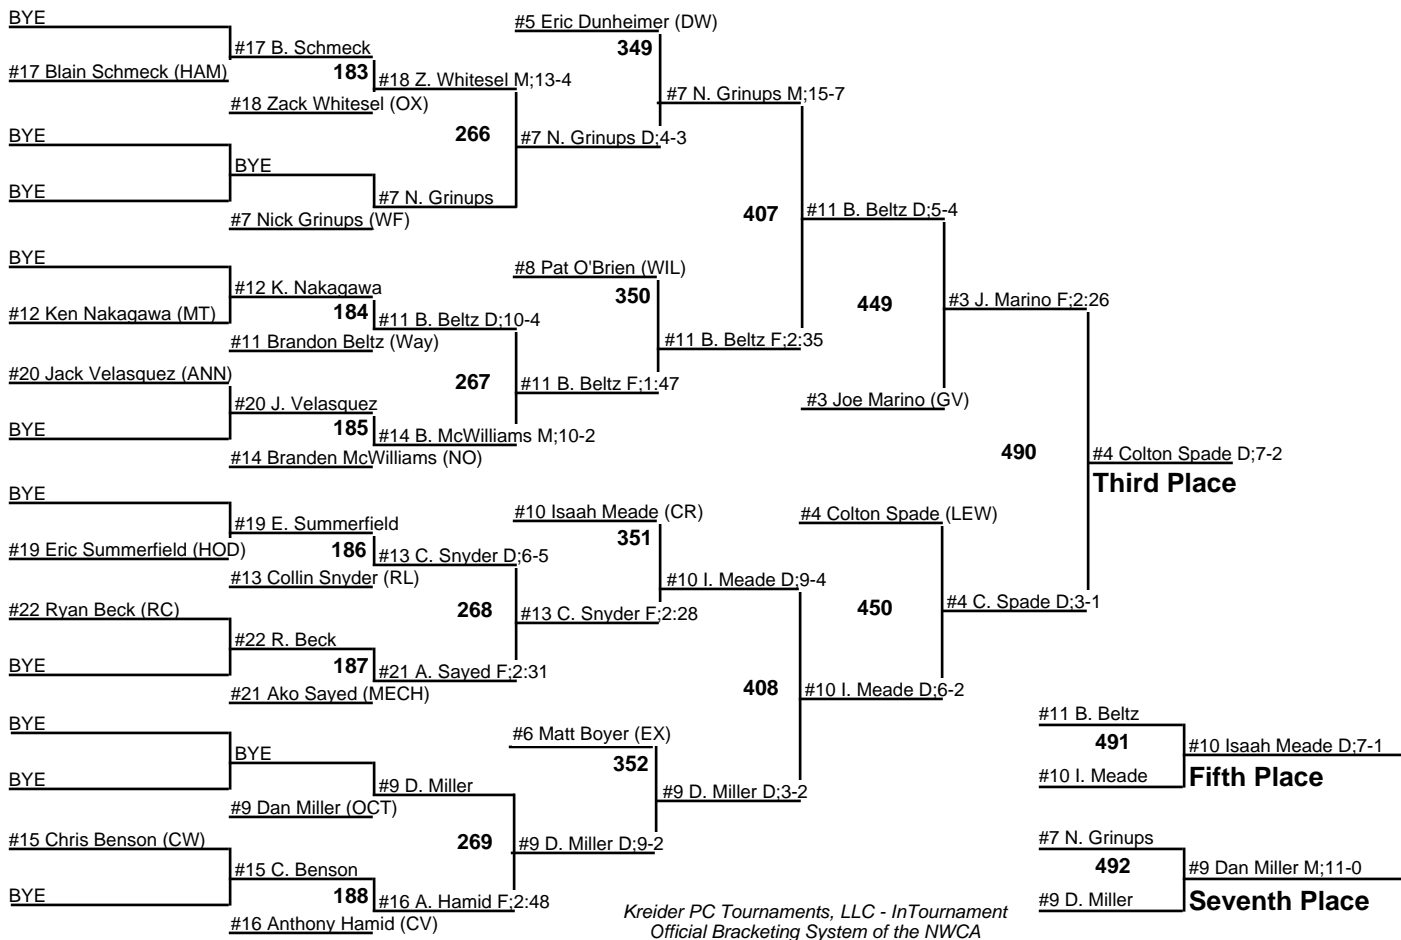 BYE
#17 Blain Schmeck (HAM)
BYE
BYE
BYE
#12 Ken Nakagawa (MT)
#20 Jack Velasquez (ANN)
BYE
BYE
#19 Eric Summerfield (HOD)
#22 Ryan Beck (RC)
BYE
BYE
BYE
#15 Chris Benson (CW)
BYE
#17 B. Schmeck
183
#18 Zack Whitesel (OX)
BYE
#7 Nick Grinups (WF)
#12 K. Nakagawa
184
#11 Brandon Beltz (Way)
#20 J. Velasquez
185
#14 Branden McWilliams (NO)
#19 E. Summerfield
186
#13 Collin Snyder (RL)
#22 R. Beck
187
#21 Ako Sayed (MECH)
BYE
#9 Dan Miller (OCT)
#15 C. Benson
188
#16 Anthony Hamid (CV)
#18 Z. Whitesel M;13-4
266
#7 N. Grinups
#11 B. Beltz D;10-4
267
#14 B. McWilliams M;10-2
#13 C. Snyder D;6-5
268
#21 A. Sayed F;2:31
#9 D. Miller
269
#16 A. Hamid F;2:48
#5 Eric Dunheimer (DW)
349
#7 N. Grinups D;4-3
#8 Pat O'Brien (WIL)
350
#11 B. Beltz F;1:47
#10 Isaah Meade (CR)
351
#13 C. Snyder F;2:28
#6 Matt Boyer (EX)
352
#9 D. Miller D;9-2
#7 N. Grinups M;15-7
407
#11 B. Beltz F;2:35
#10 I. Meade D;9-4
408
#9 D. Miller D;3-2
#11 B. Beltz D;5-4
449
#3 Joe Marino (GV)
#4 Colton Spade (LEW)
450
#10 I. Meade D;6-2
#3 J. Marino F;2:26
490
#4 C. Spade D;3-1
#4 Colton Spade D;7-2
Third Place
#11 B. Beltz
491
#10 I. Meade
#10 Isaah Meade D;7-1
Fifth Place
#7 N. Grinups
492
#9 D. Miller
#9 Dan Miller M;11-0
Seventh Place
Kreider PC Tournaments, LLC - InTournament
Official Bracketing System of the NWCA